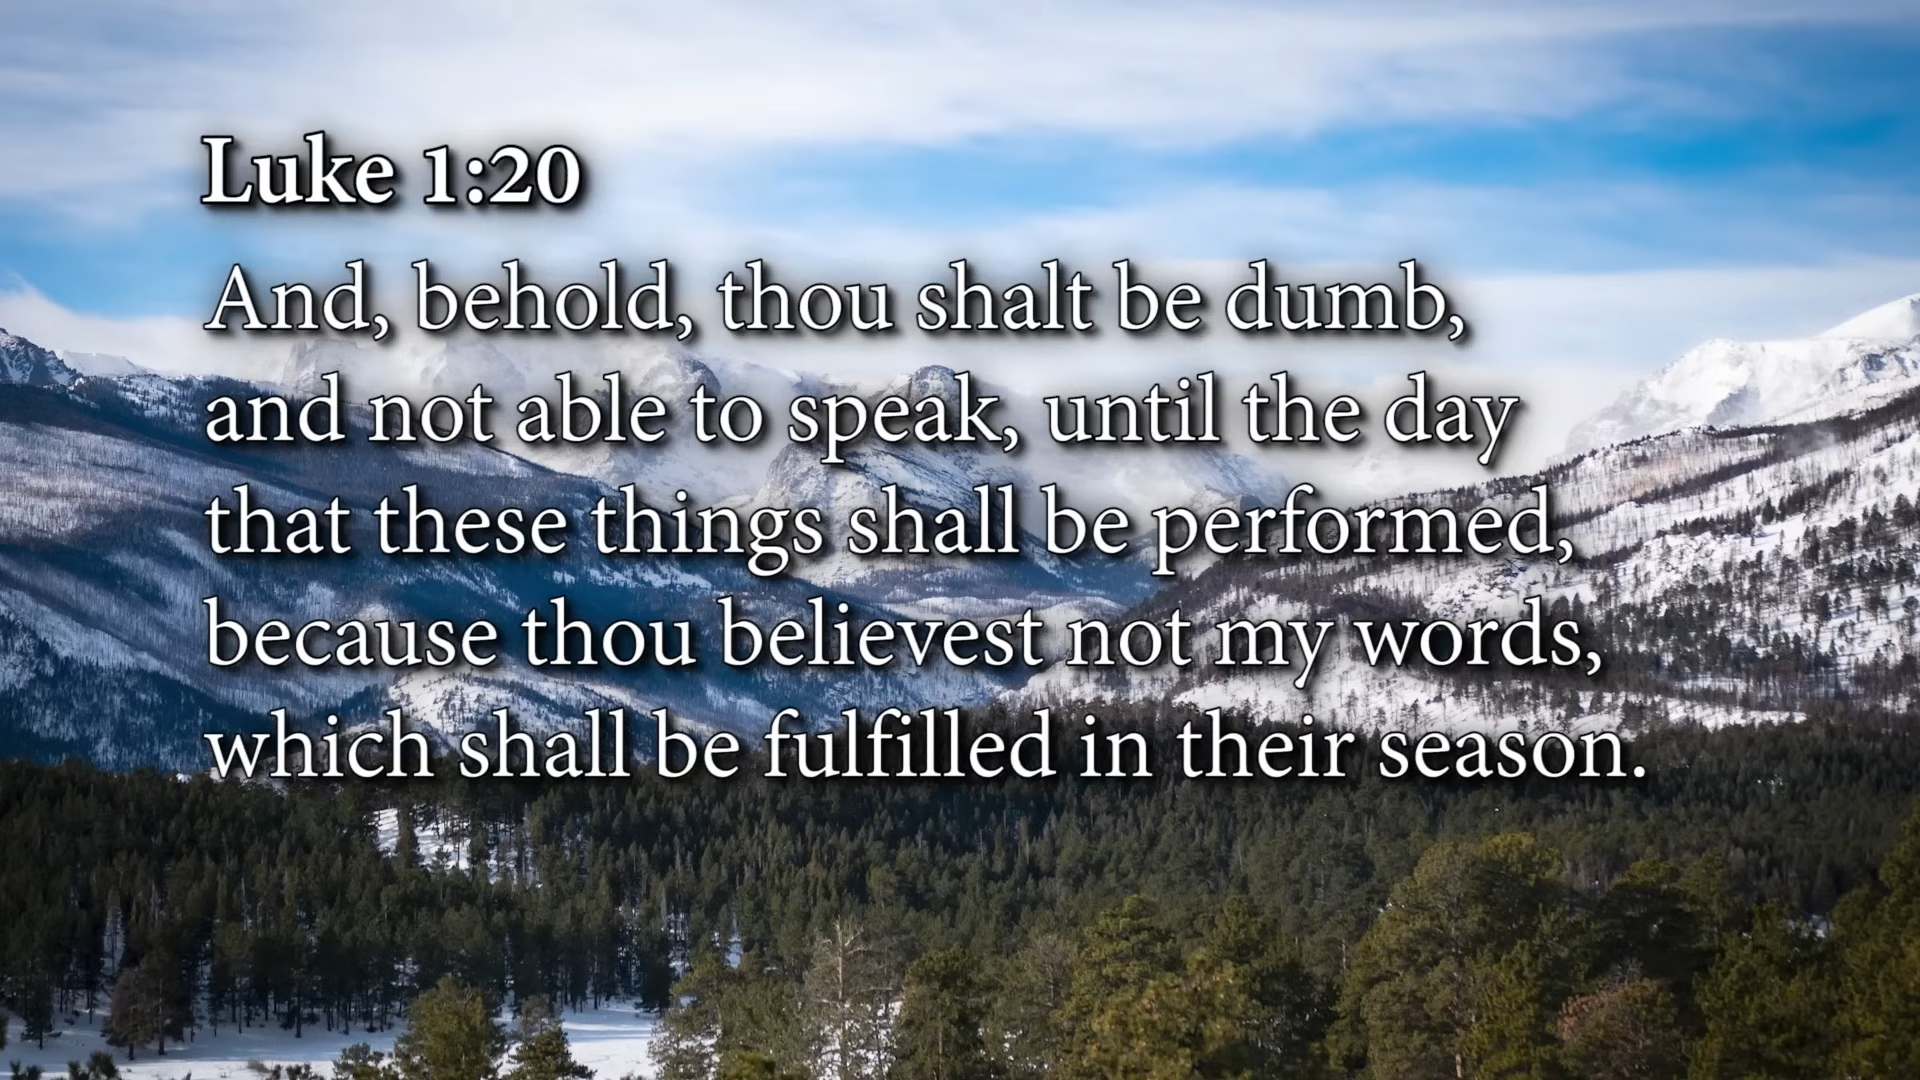 Luke 1:20
And, behold, thou shalt be dumb,
and not able to speak, until the day
that these things shall be performed,
because thou believest not my words,
which shall be fulfilled in their season.